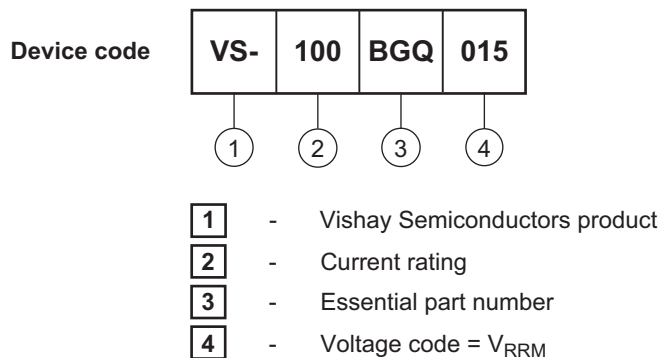 Device code VS- 100 BGQ 015
1 2 3 4
1 - Vishay Semiconductors product
2 - Current rating
3 - Essential part number
4 - Voltage code = VRRM